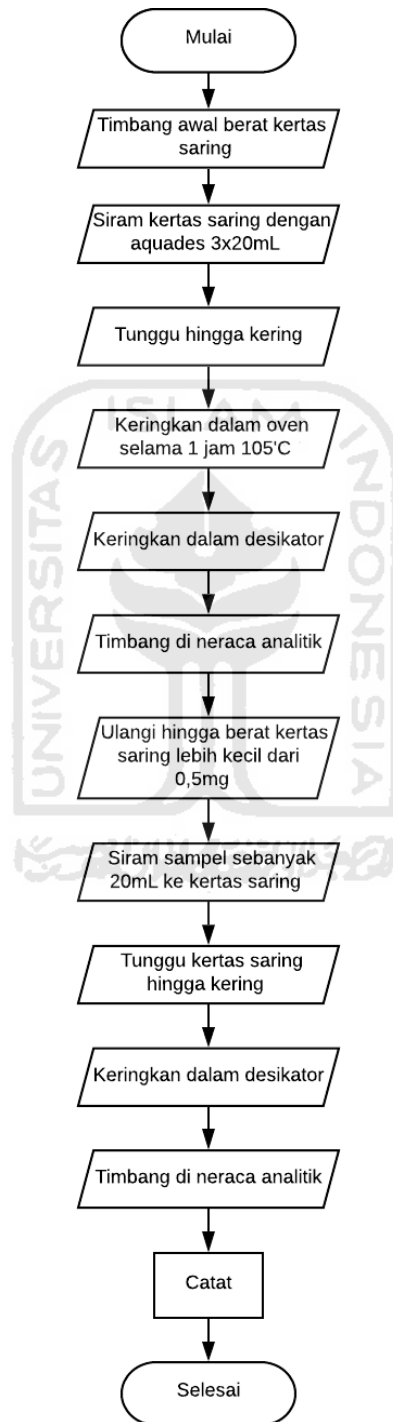 Mulai
Timbang awal berat kertas
saring
Siram kertas saring dengan
aquades 3x20mL
Tunggu hingga kering
Keringkan dalam oven
selama 1 jam 105'C
Keringkan dalam desikator
Timbang di neraca analitik
Ulangi hingga berat kertas
saring lebih kecil dari
0,5mg
Siram sampel sebanyak
20mL ke kertas saring
Tunggu kertas saring
hingga kering
Keringkan dalam desikator
Timbang di neraca analitik
Catat
Selesai
UNIVERSITAS
ISLAM
INDONESIA